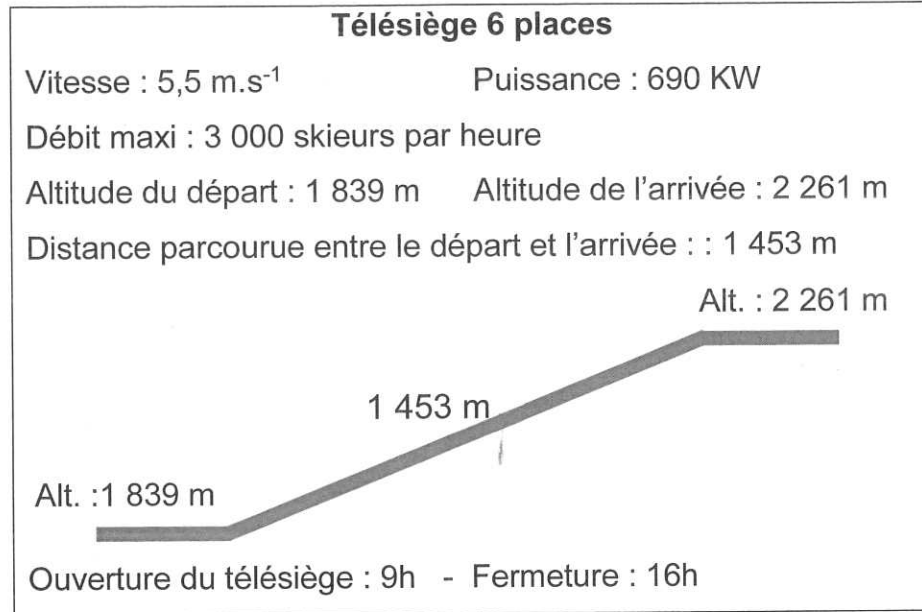 Télésiège 6 places
Vitesse : 5,5 m.s⁻¹ Puissance : 690 KW
Débit maxi : 3 000 skieurs par heure
Altitude du départ : 1 839 m Altitude de l'arrivée : 2 261 m
Distance parcourue entre le départ et l'arrivée : : 1 453 m
Alt. : 2 261 m
1 453 m
Alt. :1 839 m
Ouverture du télésiège : 9h - Fermeture : 16h